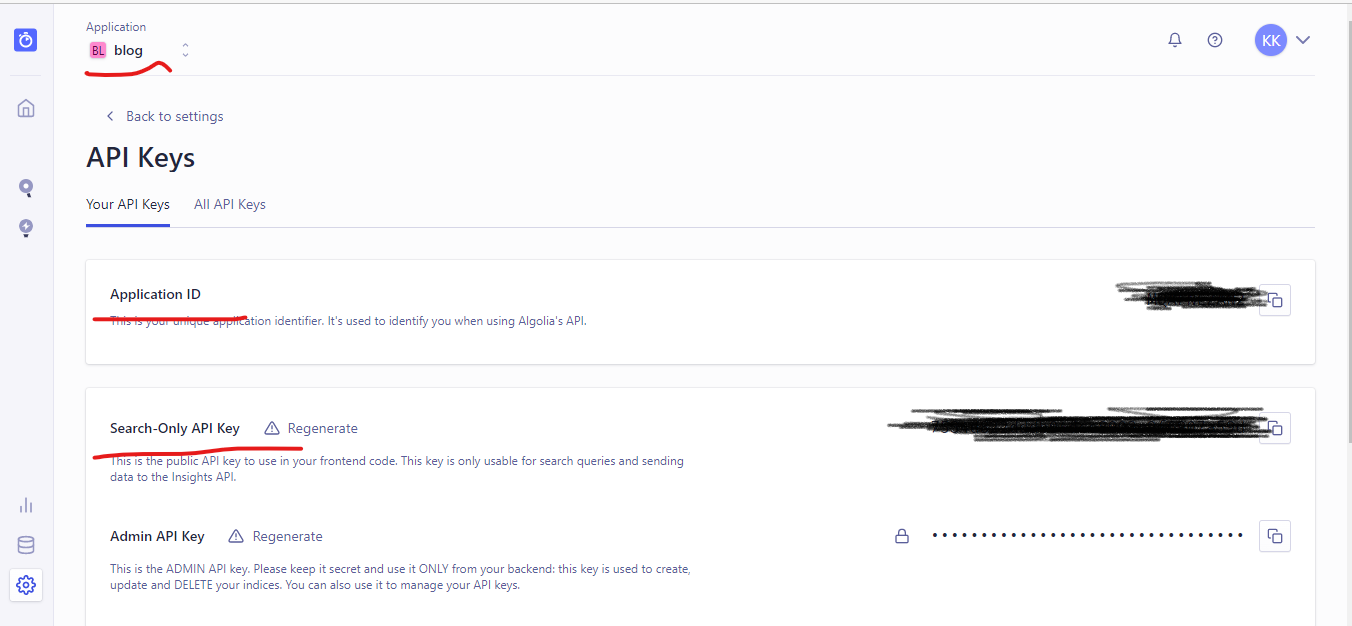 Application
BL blog
KK
Back to settings
API Keys
Your API Keys All API Keys
Application ID
This is your unique application identifier. It's used to identify you when using Algolia's API.
Search-Only API Key Regenerate
This is the public API key to use in your frontend code. This key is only usable for search queries and sending
data to the Insights API.
Admin API Key Regenerate
••••••••••••••••••••••••••••••••
This is the ADMIN API key. Please keep it secret and use it ONLY from your backend: this key is used to create,
update and DELETE your indices. You can also use it to manage your API keys.